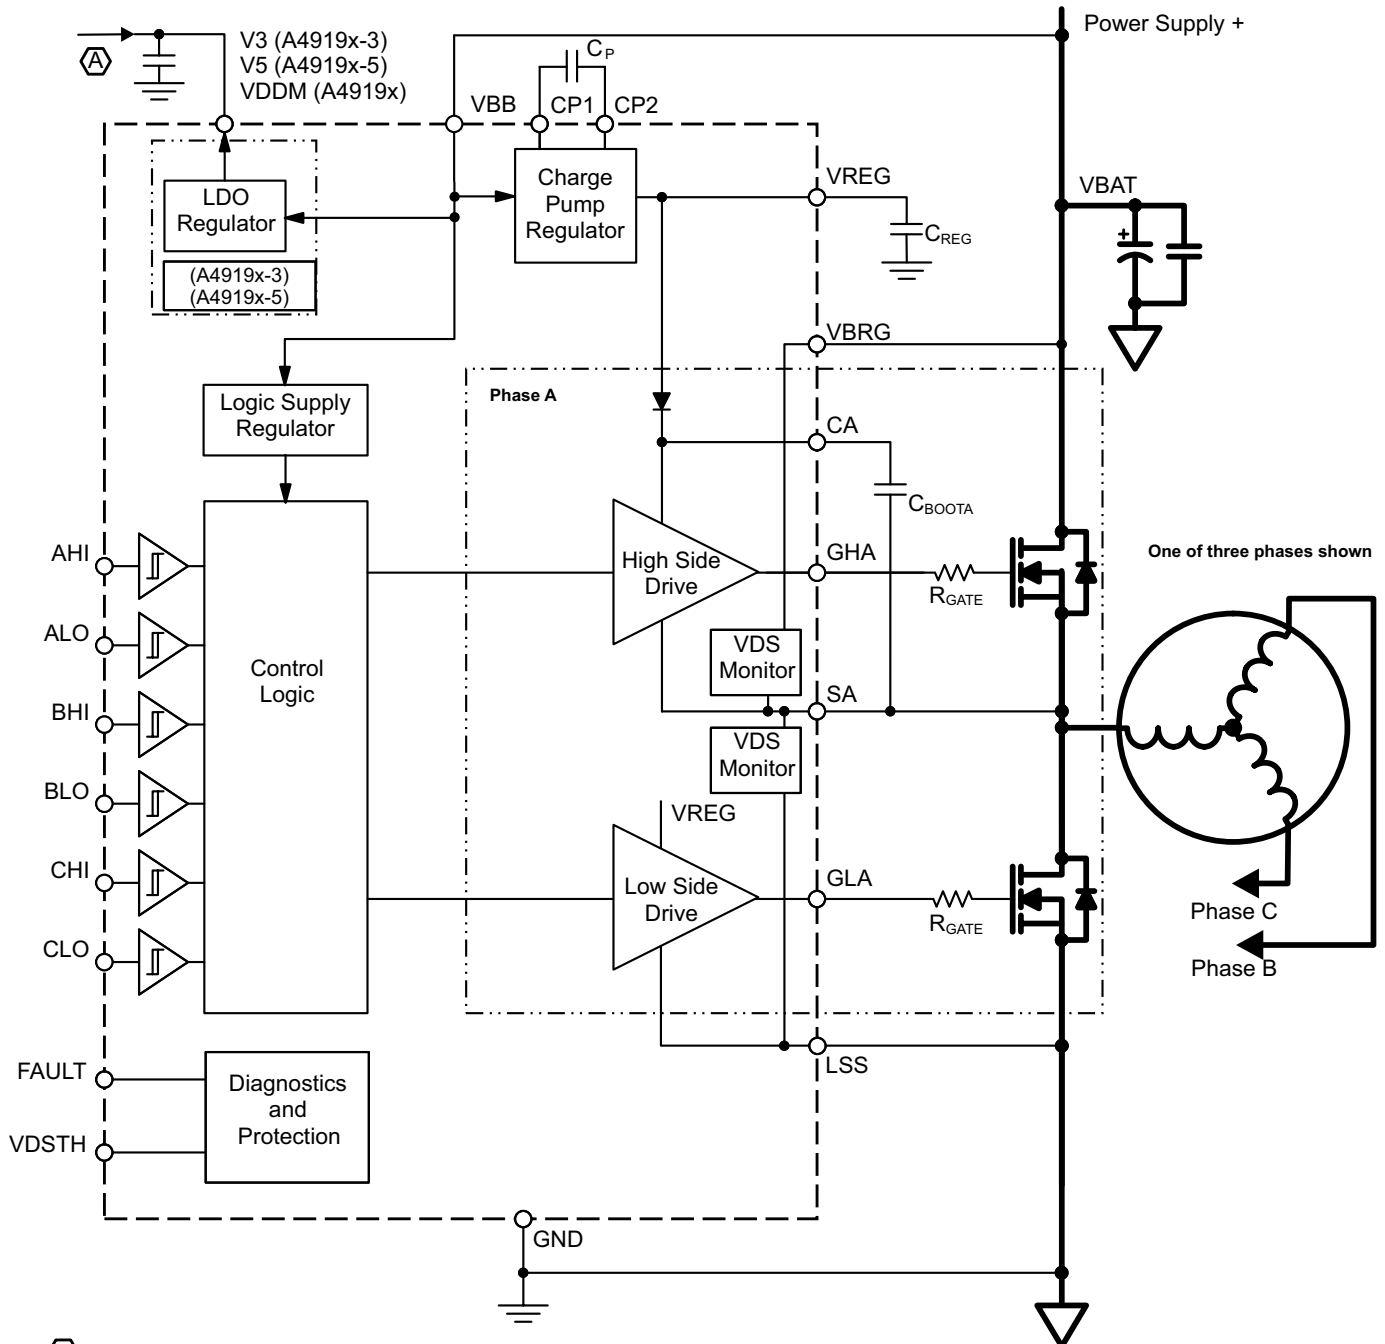 Power Supply +
A
V3 (A4919x-3)
V5 (A4919x-5)
VDDM (A4919x)
CP
VBB
CP1
CP2
LDO
Regulator
(A4919x-3)
(A4919x-5)
Charge
Pump
Regulator
VREG
CREG
VBAT
+
VBRG
Logic Supply
Regulator
Phase A
CA
CBOOTA
AHI
ALO
BHI
BLO
CHI
CLO
Control
Logic
High Side
Drive
GHA
RGATE
One of three phases shown
VDS
Monitor
SA
VDS
Monitor
VREG
Low Side
Drive
GLA
RGATE
Phase C
Phase B
LSS
FAULT
VDSTH
Diagnostics
and
Protection
GND